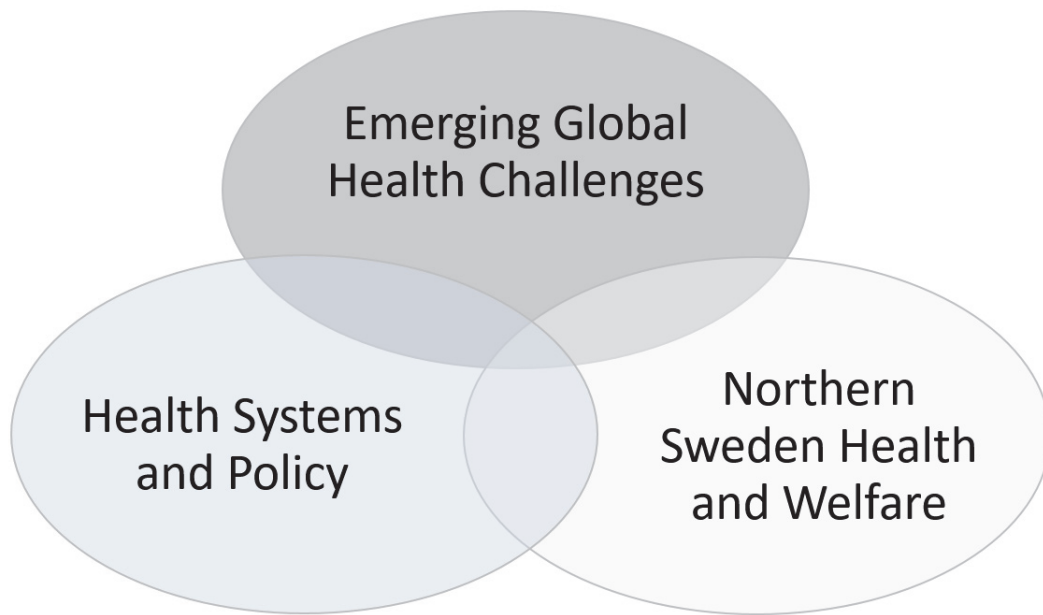 Emerging Global
Health Challenges
Health Systems
and Policy
Northern
Sweden Health
and Welfare